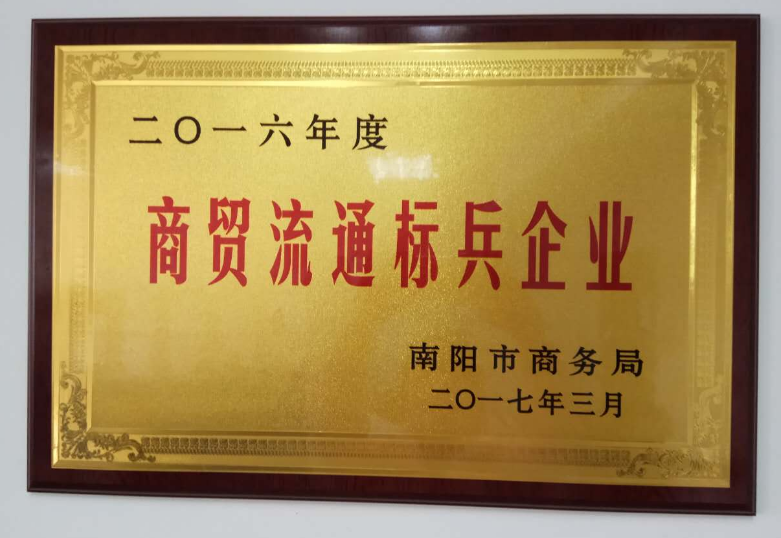 二〇一六年度
商贸流通标兵企业
南阳市商务局
二〇一七年三月